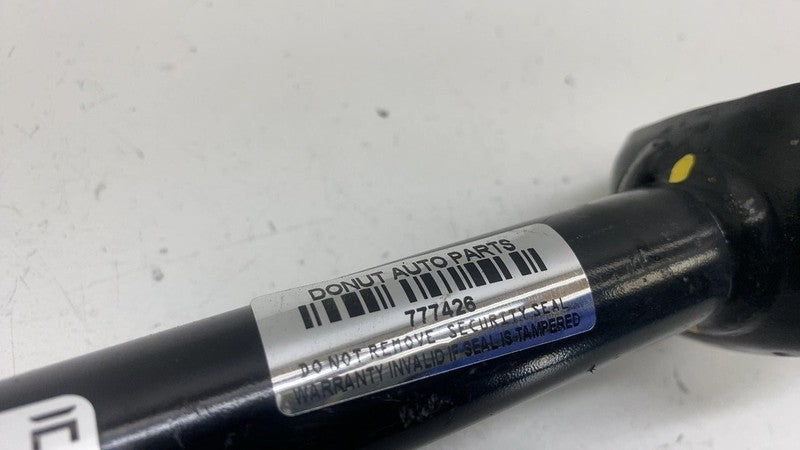 DONUT AUTO PARTS
777426
DO NOT REMOVE SECURITY SEAL
WARRANTY INVALID IF SEAL IS TAMPERED